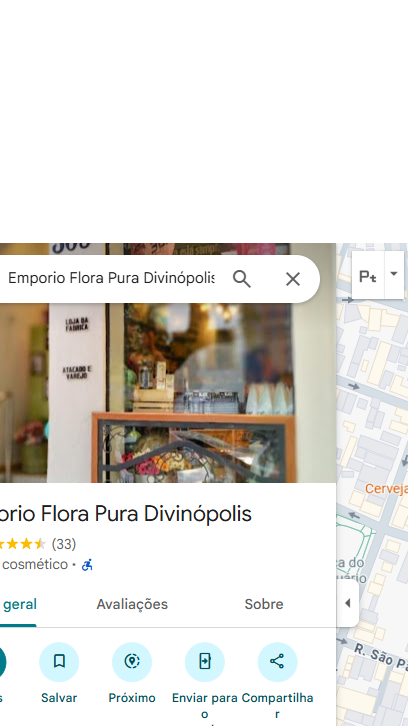 Emporio Flora Pura Divinópolis
Pt
LOJA DA
FÁBRICA
ATACADO E
VAREJO
Cerveja
orio Flora Pura Divinópolis
(33)
cosmético
geral
Avaliações
Sobre
R. São Pa
s
Salvar
Próximo
Enviar para o
Compartilhar